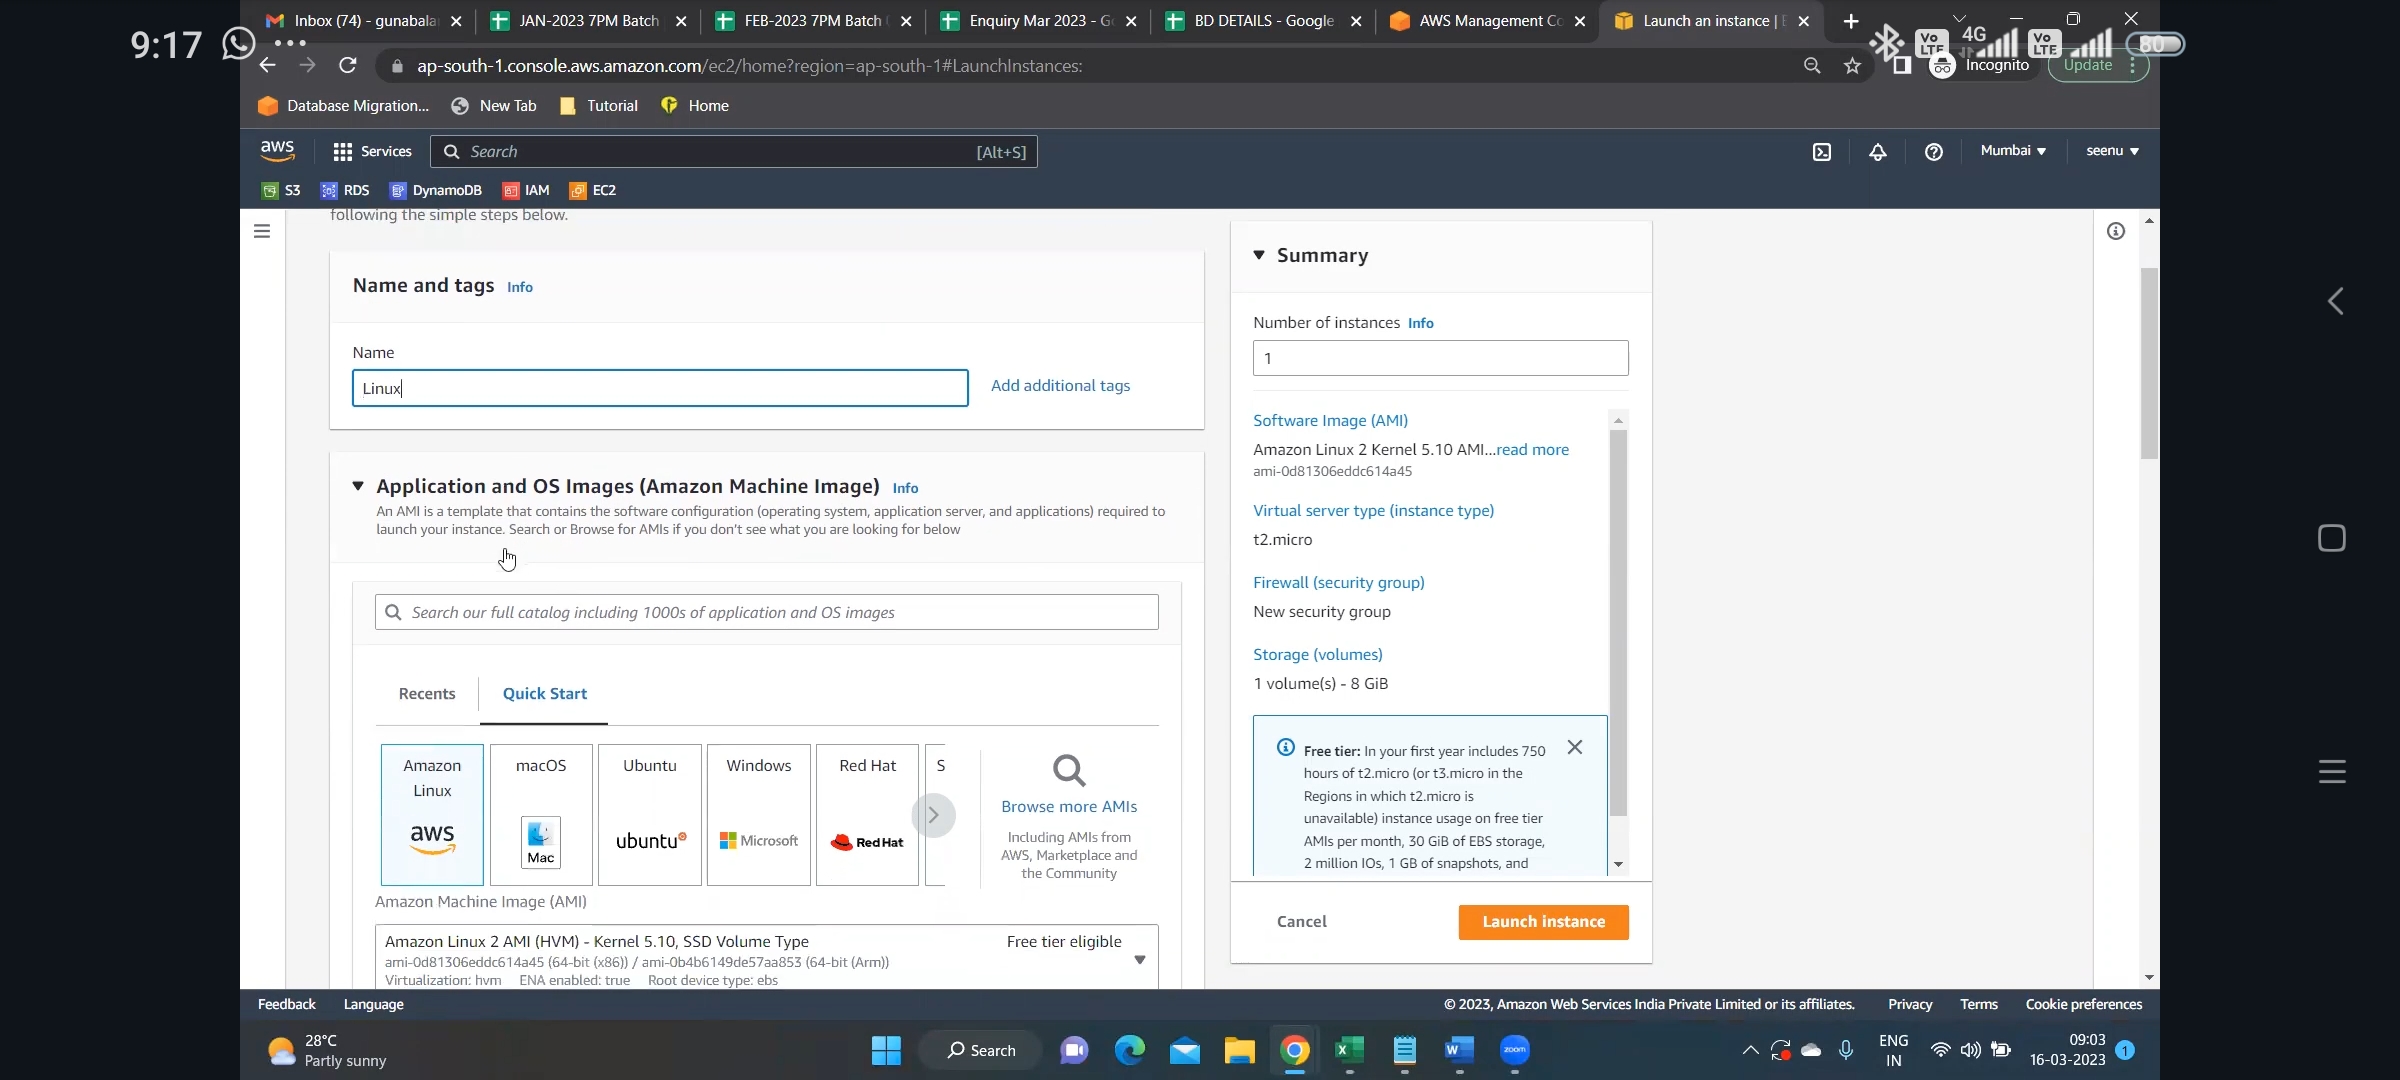 Inbox (74) - gunabala
JAN-2023 7PM Batch
FEB-2023 7PM Batch
Enquiry Mar 2023 - G
BD DETAILS - Google
AWS Management Co
Launch an instance | E
9:17
Vo LTE
4G
Vo LTE
80
ap-south-1.console.aws.amazon.com/ec2/home?region=ap-south-1#LaunchInstances:
Incognito
Update
Database Migration...
New Tab
Tutorial
Home
aws
Services
Search
[Alt+S]
Mumbai
seenu
S3
RDS
DynamoDB
IAM
EC2
following the simple steps below.
Name and tags Info
Name
Linux
Add additional tags
Application and OS Images (Amazon Machine Image) Info
An AMI is a template that contains the software configuration (operating system, application server, and applications) required to
launch your instance. Search or Browse for AMIs if you don't see what you are looking for below
Search our full catalog including 1000s of application and OS images
Recents
Quick Start
Amazon
Linux
aws
macOS
Mac
Ubuntu
ubuntu
Windows
Microsoft
Red Hat
Red Hat
S
Browse more AMIs
Including AMIs from
AWS, Marketplace and
the Community
Amazon Machine Image (AMI)
Amazon Linux 2 AMI (HVM) - Kernel 5.10, SSD Volume Type
Free tier eligible
ami-0d81306eddc614a45 (64-bit (x86)) / ami-0b4b6149de57aa853 (64-bit (Arm))
Virtualization: hvm ENA enabled: true Root device type: ebs
Summary
Number of instances Info
1
Software Image (AMI)
Amazon Linux 2 Kernel 5.10 AMI...read more
ami-0d81306eddc614a45
Virtual server type (instance type)
t2.micro
Firewall (security group)
New security group
Storage (volumes)
1 volume(s) - 8 GiB
Free tier: In your first year includes 750
hours of t2.micro (or t3.micro in the
Regions in which t2.micro is
unavailable) instance usage on free tier
AMIs per month, 30 GiB of EBS storage,
2 million IOs, 1 GB of snapshots, and
Cancel
Launch instance
Feedback
Language
© 2023, Amazon Web Services India Private Limited or its affiliates.
Privacy
Terms
Cookie preferences
28°C
Partly sunny
Search
zoom
ENG
IN
09:03
16-03-2023
1